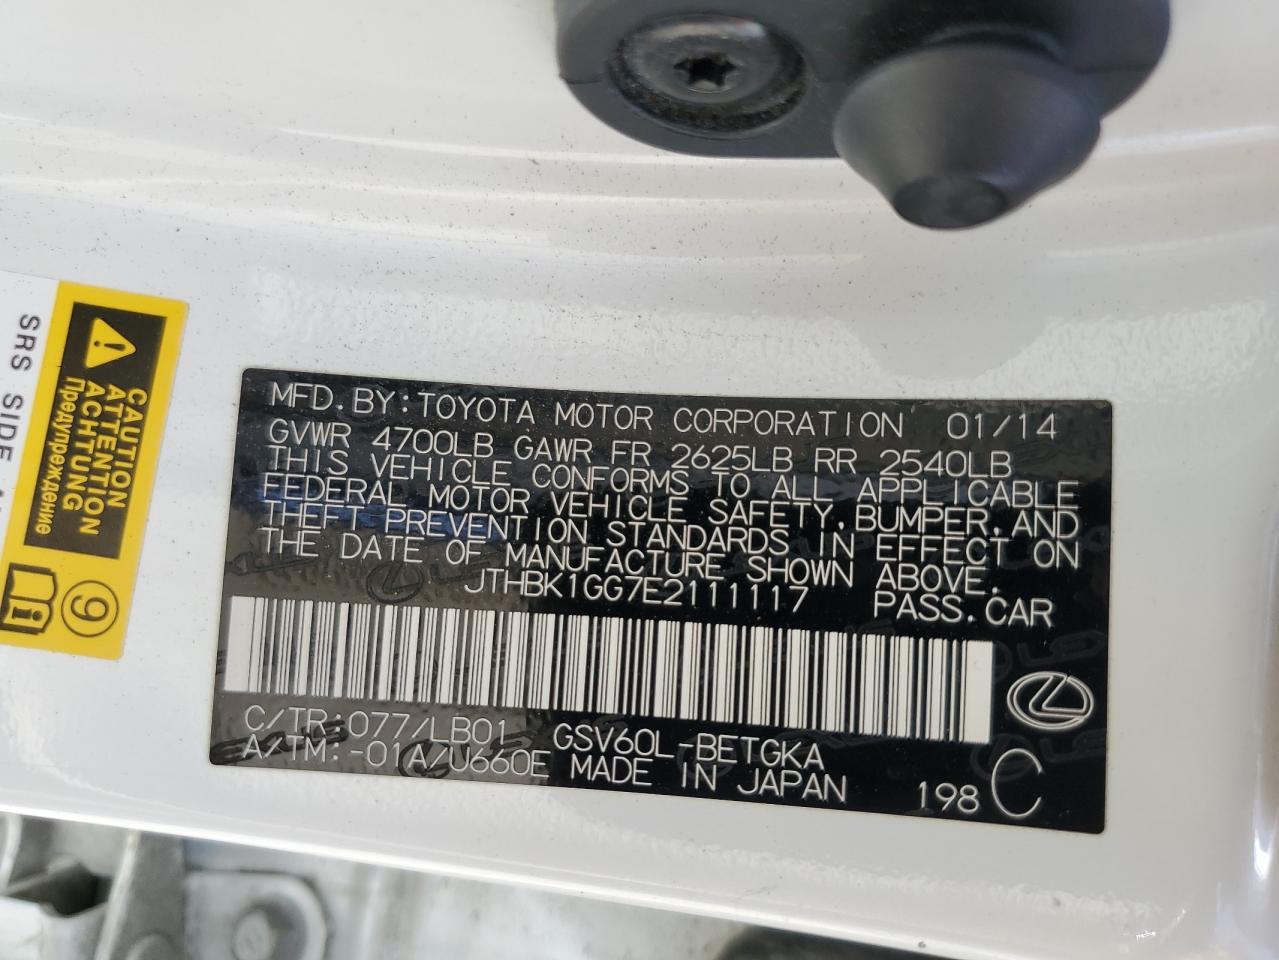 MFD.BY:TOYOTA MOTOR CORPORATION 01/14
GVWR 4700LB GAWR FR 2625LB RR 2540LB
THIS VEHICLE CONFORMS TO ALL APPLICABLE
FEDERAL MOTOR VEHICLE SAFETY,BUMPER,AND
THEFT PREVENTION STANDARDS IN EFFECT ON
THE DATE OF MANUFACTURE SHOWN ABOVE.
JTHBK1GG7E2111117 PASS.CAR
C/TR:077/LB01 GSV60L-BETGKA
A/TM:-01A/U660E MADE IN JAPAN 198 C
CAUTION
ATTENTION
ACHTUNG
Предупреждение
9
SRS SIDE